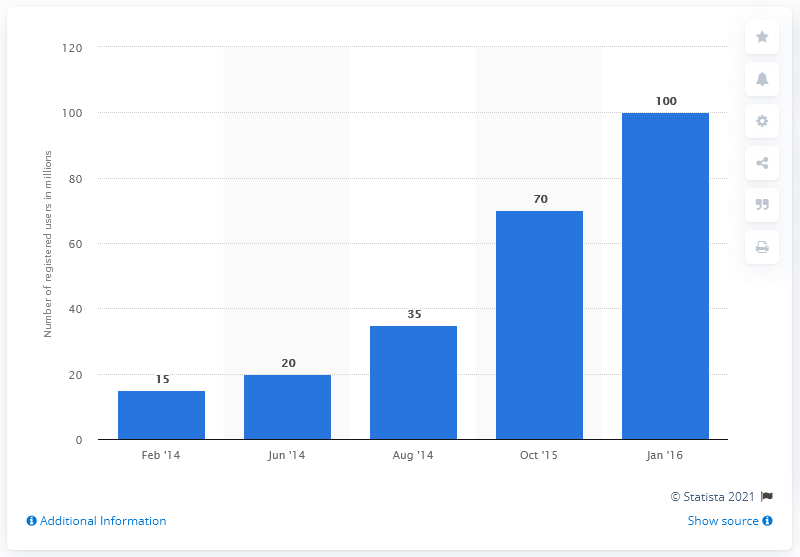 120
100
80
60
40
20
0
Number of registered users in millions
15
20
35
70
100
Feb '14
Jun '14
Aug '14
Oct '15
Jan '16
© Statista 2021
Additional Information
Show source